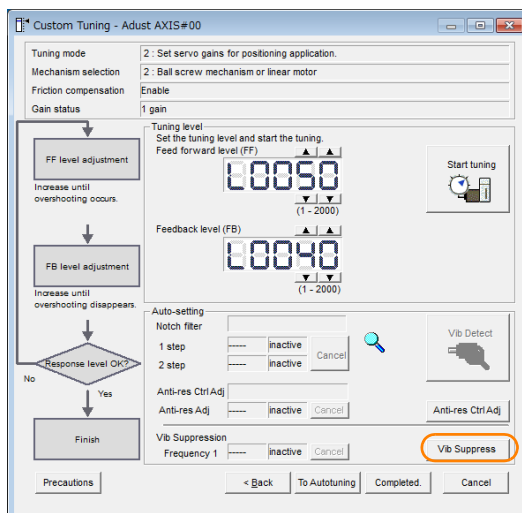 Custom Tuning - Adust AXIS#00
Tuning mode 2 : Set servo gains for positioning application.
Mechanism selection 2 : Ball screw mechanism or linear motor
Friction compensation Enable
Gain status 1 gain
FF level adjustment
Increase until
overshooting occurs.
FB level adjustment
Increase until
overshooting disappears.
Response level OK?
No
Yes
Finish
Tuning level
Set the tuning level and start the tuning.
Feed forward level (FF)
L0050
(1 - 2000)
Feedback level (FB)
L0040
(1 - 2000)
Start tuning
Auto-setting
Notch filter
1 step ----- inactive
2 step ----- inactive
Cancel
Vib Detect
Anti-res Ctrl Adj
Anti-res Adj ----- inactive Cancel
Anti-res Ctrl Adj
Vib Suppression
Frequency 1 ----- inactive Cancel
Vib Suppress
Precautions
< Back
To Autotuning
Completed.
Cancel